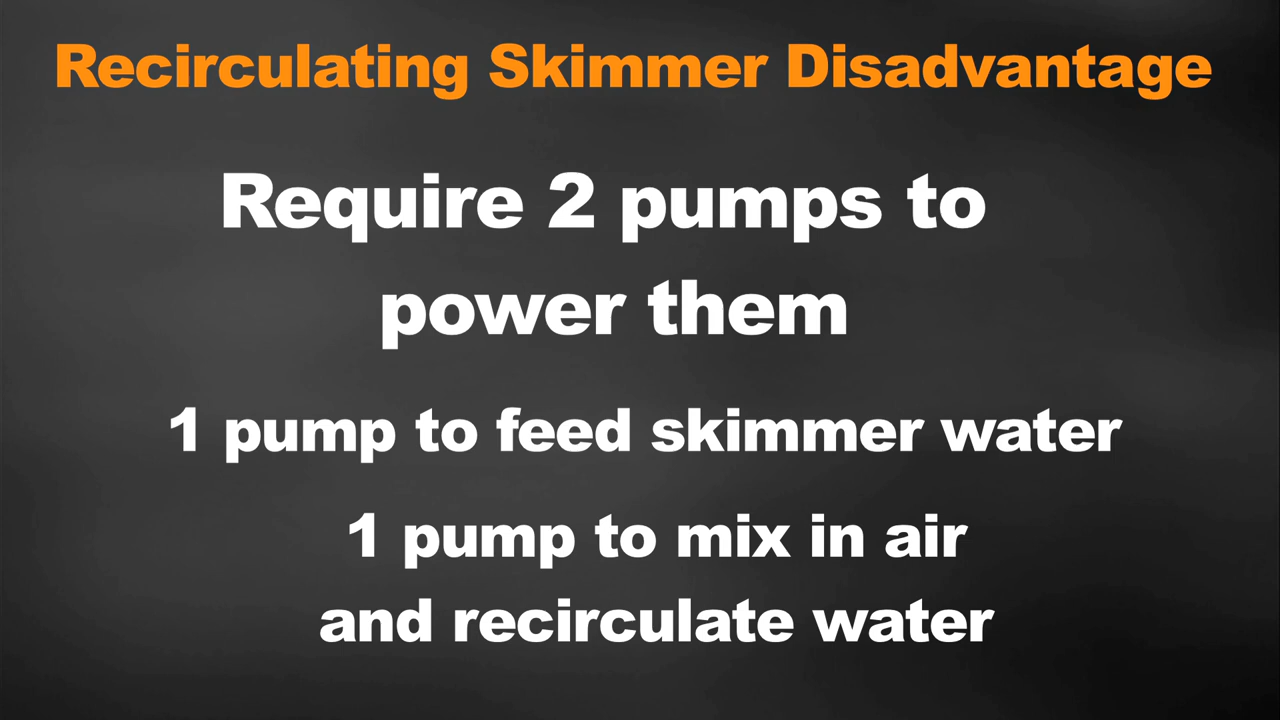 Recirculating Skimmer Disadvantage
Require 2 pumps to
power them
1 pump to feed skimmer water
1 pump to mix in air
and recirculate water